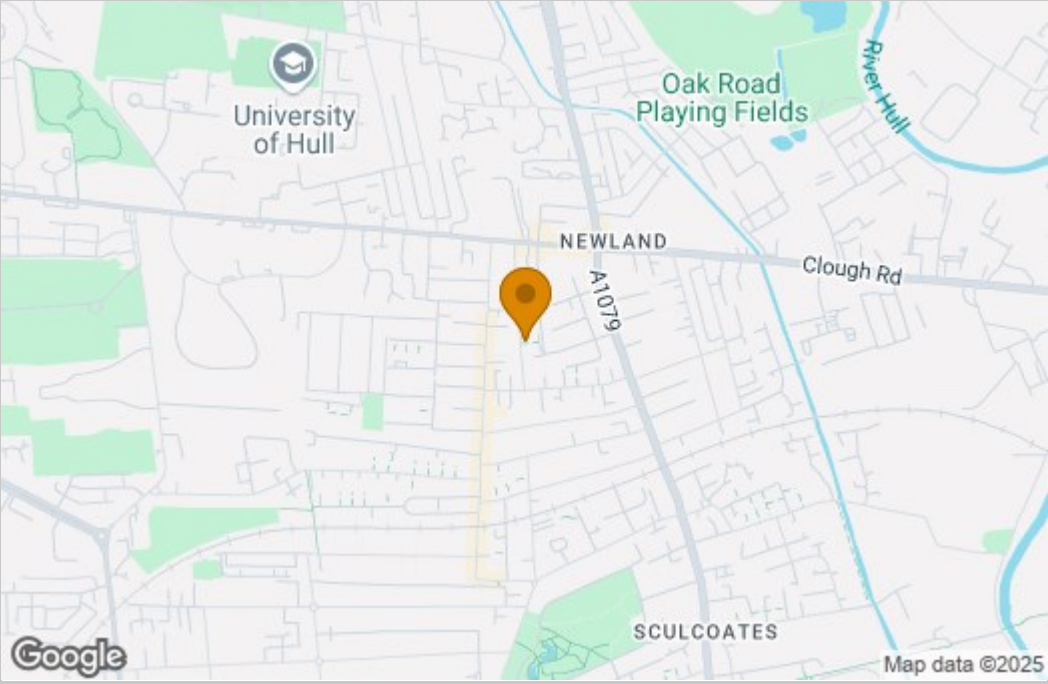 University
of Hull
Oak Road
Playing Fields
River Hull
NEWLAND
Clough Rd
A1079
SCULCOATES
Google
Map data ©2025